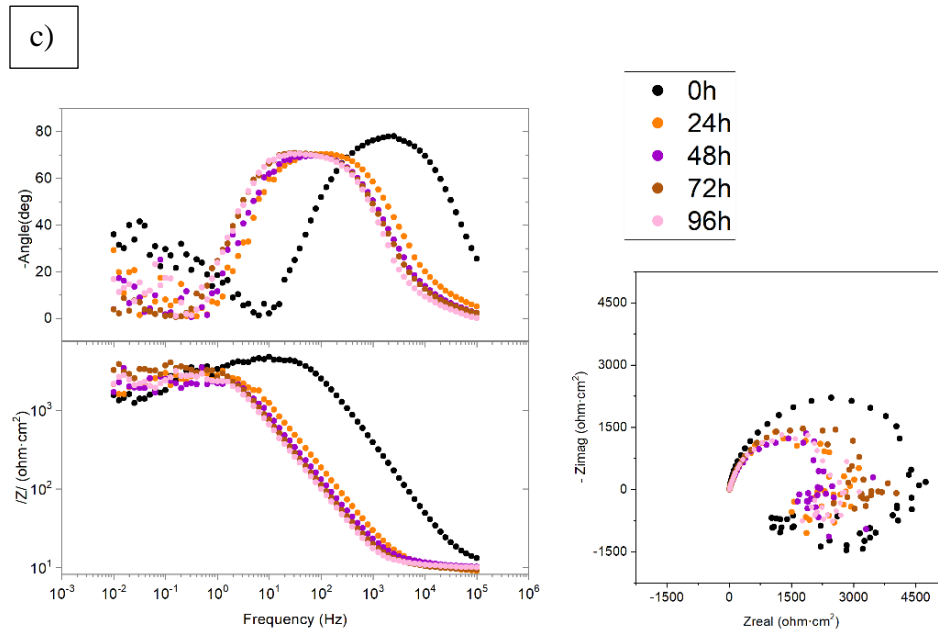 c)
0h
24h
48h
72h
96h
-Angle(deg)
80
60
40
20
0
/Z/ (ohm·cm²)
10³
10²
10¹
10⁻³ 10⁻² 10⁻¹ 10⁰ 10¹ 10² 10³ 10⁴ 10⁵ 10⁶
Frequency (Hz)
- Zimag (ohm·cm²)
4500
3000
1500
0
-1500
-1500 0 1500 3000 4500
Zreal (ohm·cm²)